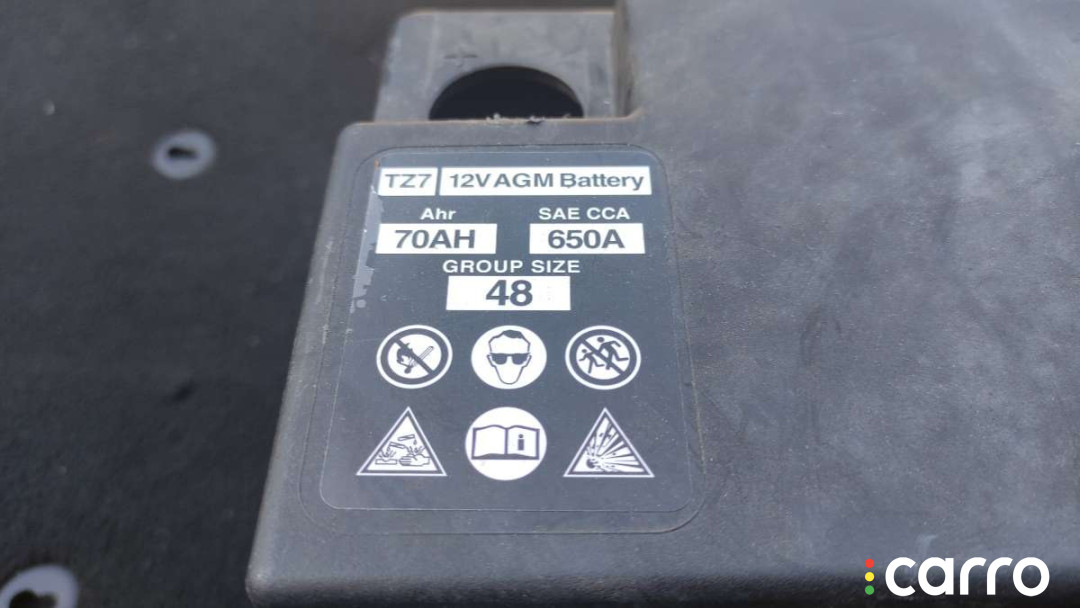 +
TZ7 12V AGM Battery
Ahr SAE CCA
70AH 650A
GROUP SIZE
48
i
carro